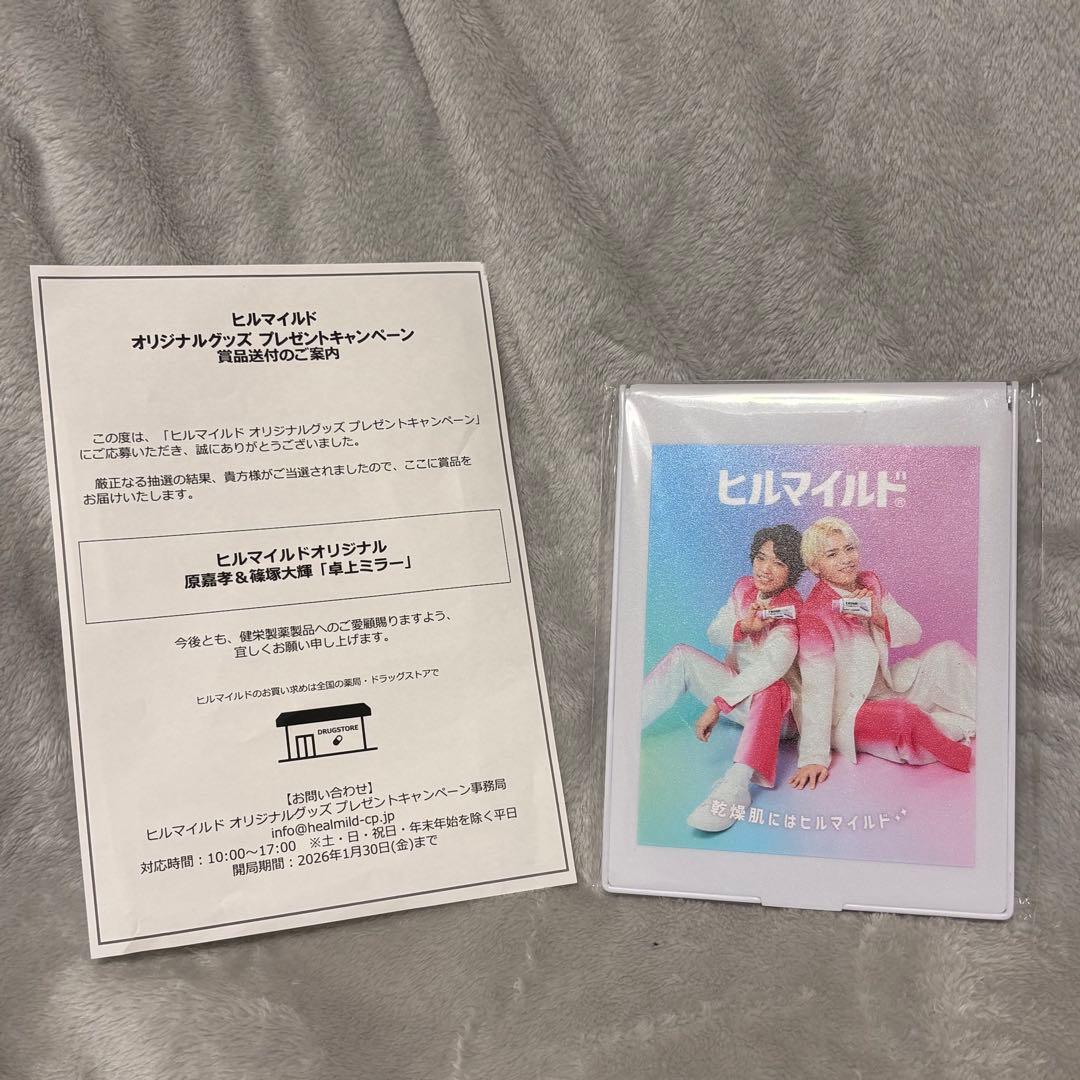 ヒルマイルド
オリジナルグッズ プレゼントキャンペーン
賞品送付のご案内
この度は、「ヒルマイルド オリジナルグッズ プレゼントキャンペーン」
にご応募いただき、誠にありがとうございました。
厳正なる抽選の結果、貴方様がご当選されましたので、ここに賞品を
お届けいたします。
ヒルマイルドオリジナル
原嘉孝＆篠塚大輝「卓上ミラー」
今後とも、健栄製薬製品へのご愛顧賜りますよう、
宜しくお願い申し上げます。
ヒルマイルドのお買い求めは全国の薬局・ドラッグストアで
DRUGSTORE
【お問い合わせ】
ヒルマイルド オリジナルグッズ プレゼントキャンペーン事務局
info@healmild-cp.jp
対応時間：10:00～17:00　※土・日・祝日・年末年始を除く平日
開局期間：2026年1月30日(金)まで
ヒルマイルド®
乾燥肌にはヒルマイルド